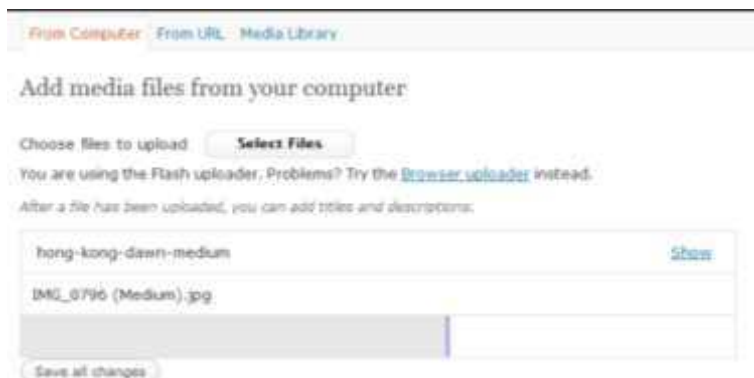 From Computer From URL Media Library
Add media files from your computer
Choose files to upload Select Files
You are using the Flash uploader. Problems? Try the Browser uploader instead.
After a file has been uploaded, you can add titles and descriptions.
hong-kong-dawn-medium Show
IMG_0796 (Medium).jpg
Save all changes